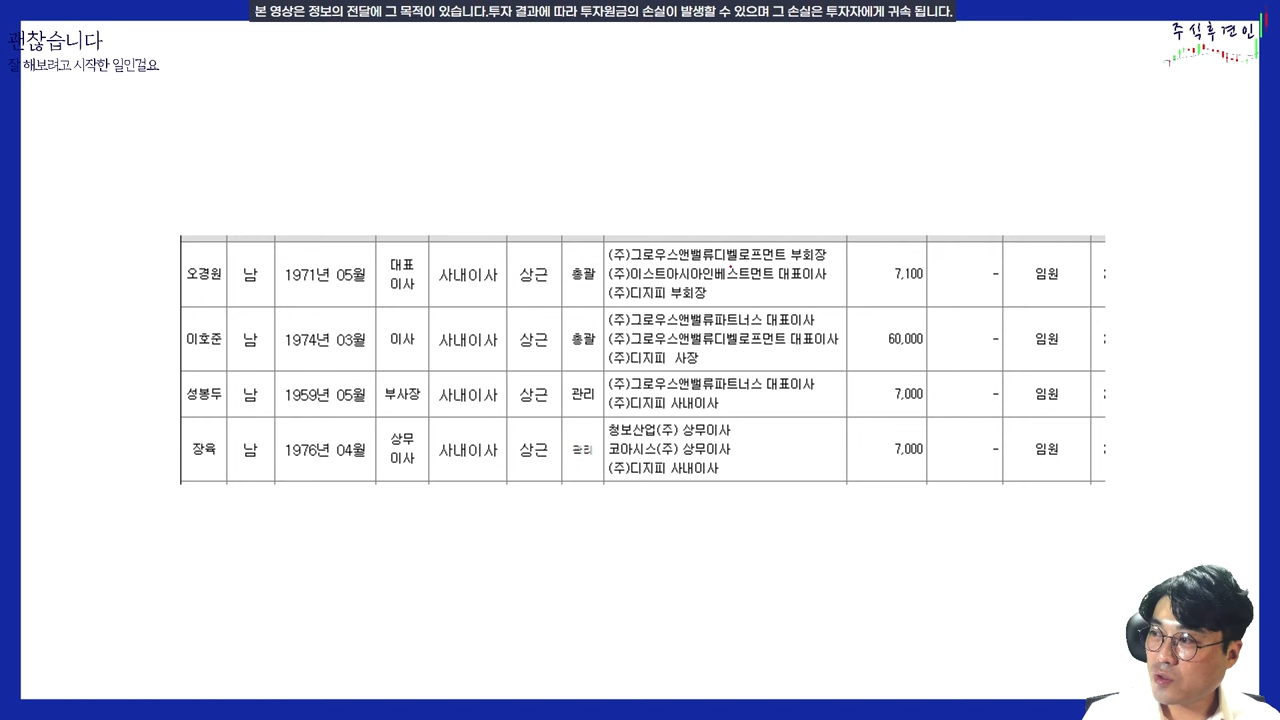 본 영상은 정보의 전달에 그 목적이 있습니다.투자 결과에 따라 투자원금의 손실이 발생할 수 있으며 그 손실은 투자자에게 귀속 됩니다.
괜찮습니다
잘 해보려고 시작한 일인걸요
주식후견인
오경원 남 1971년 05월 대표 이사 사내이사 상근 총괄 (주)그로우스앤밸류디벨로프먼트 부회장
(주)이스트아시아인베스트먼트 대표이사
(주)디지피 부회장 7,100 - 임원
이호준 남 1974년 03월 이사 사내이사 상근 총괄 (주)그로우스앤밸류파트너스 대표이사
(주)그로우스앤밸류디벨로프먼트 대표이사
(주)디지피 사장 60,000 - 임원
성봉두 남 1959년 05월 부사장 사내이사 상근 관리 (주)그로우스앤밸류파트너스 대표이사
(주)디지피 사내이사 7,000 - 임원
장육 남 1976년 04월 상무 이사 사내이사 상근 관리 청보산업(주) 상무이사
코아시스(주) 상무이사
(주)디지피 사내이사 7,000 - 임원